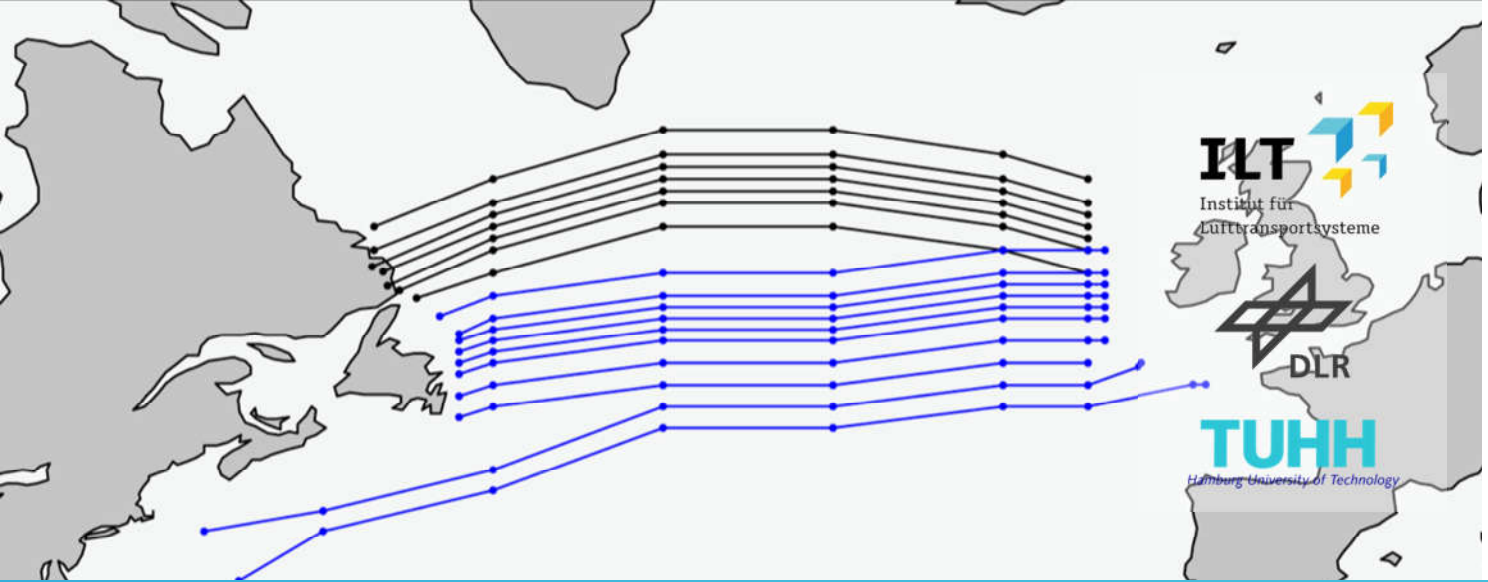 ILT
Institut für
Lufttransportsysteme
DLR
TUHH
Hamburg University of Technology